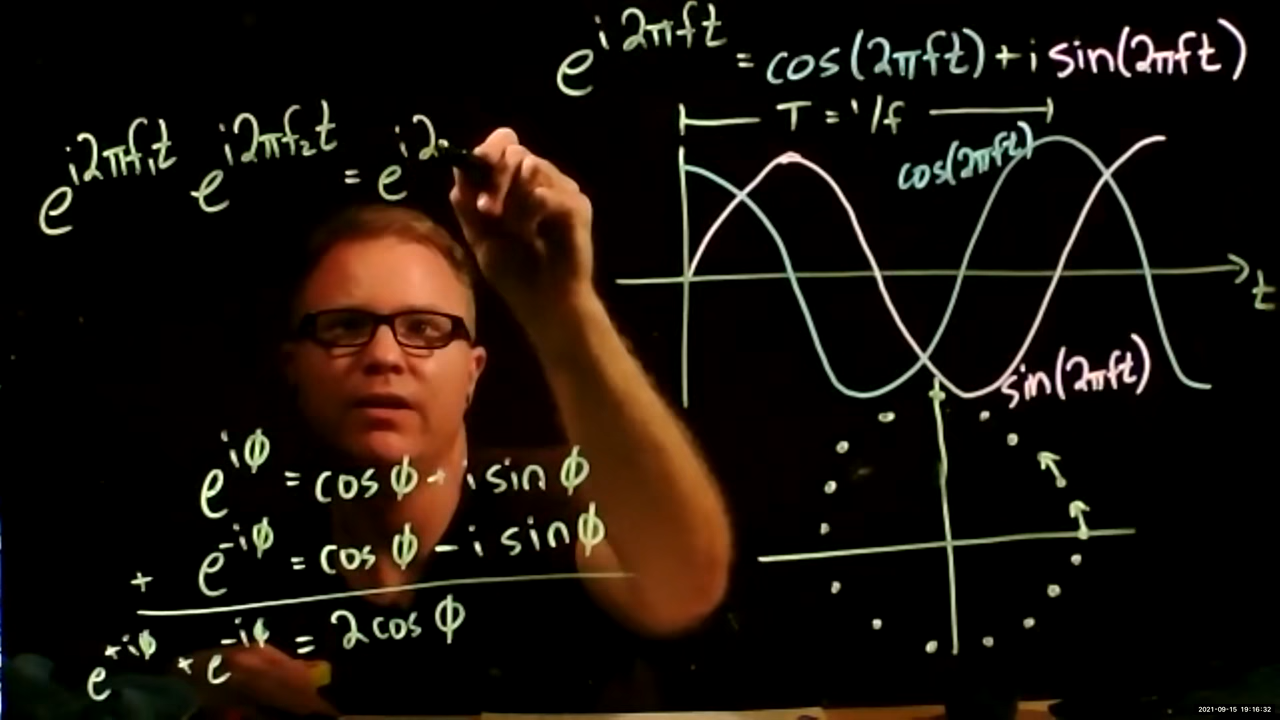 e^{i2πft} = cos(2πft) + i sin(2πft)
T = 1/f
e^{i2πf₁t} e^{i2πf₂t} = e^{i2
cos(2πft)
t
sin(2πft)
e^{iϕ} = cos ϕ + i sin ϕ
+ e^{-iϕ} = cos ϕ - i sin ϕ
e^{+iϕ} + e^{-iϕ} = 2 cos ϕ
2021-09-15 19:16:32